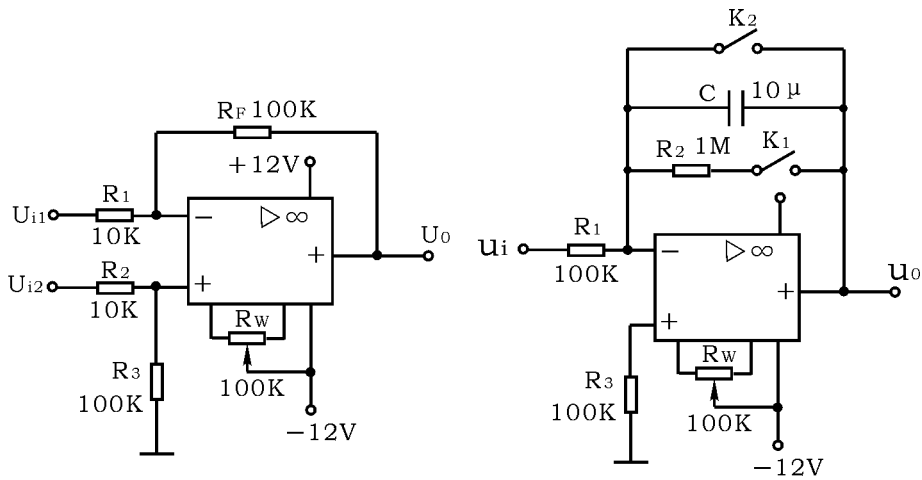 RF 100K
+12V
R1
Ui1
10K
− ▷∞
+
U0
R2
Ui2
+
10K
RW
R3
100K
100K
−12V
K2
C
10μ
R2 1M
K1
R1
ui
100K
− ▷∞
+
u0
+
RW
R3
100K
100K
−12V